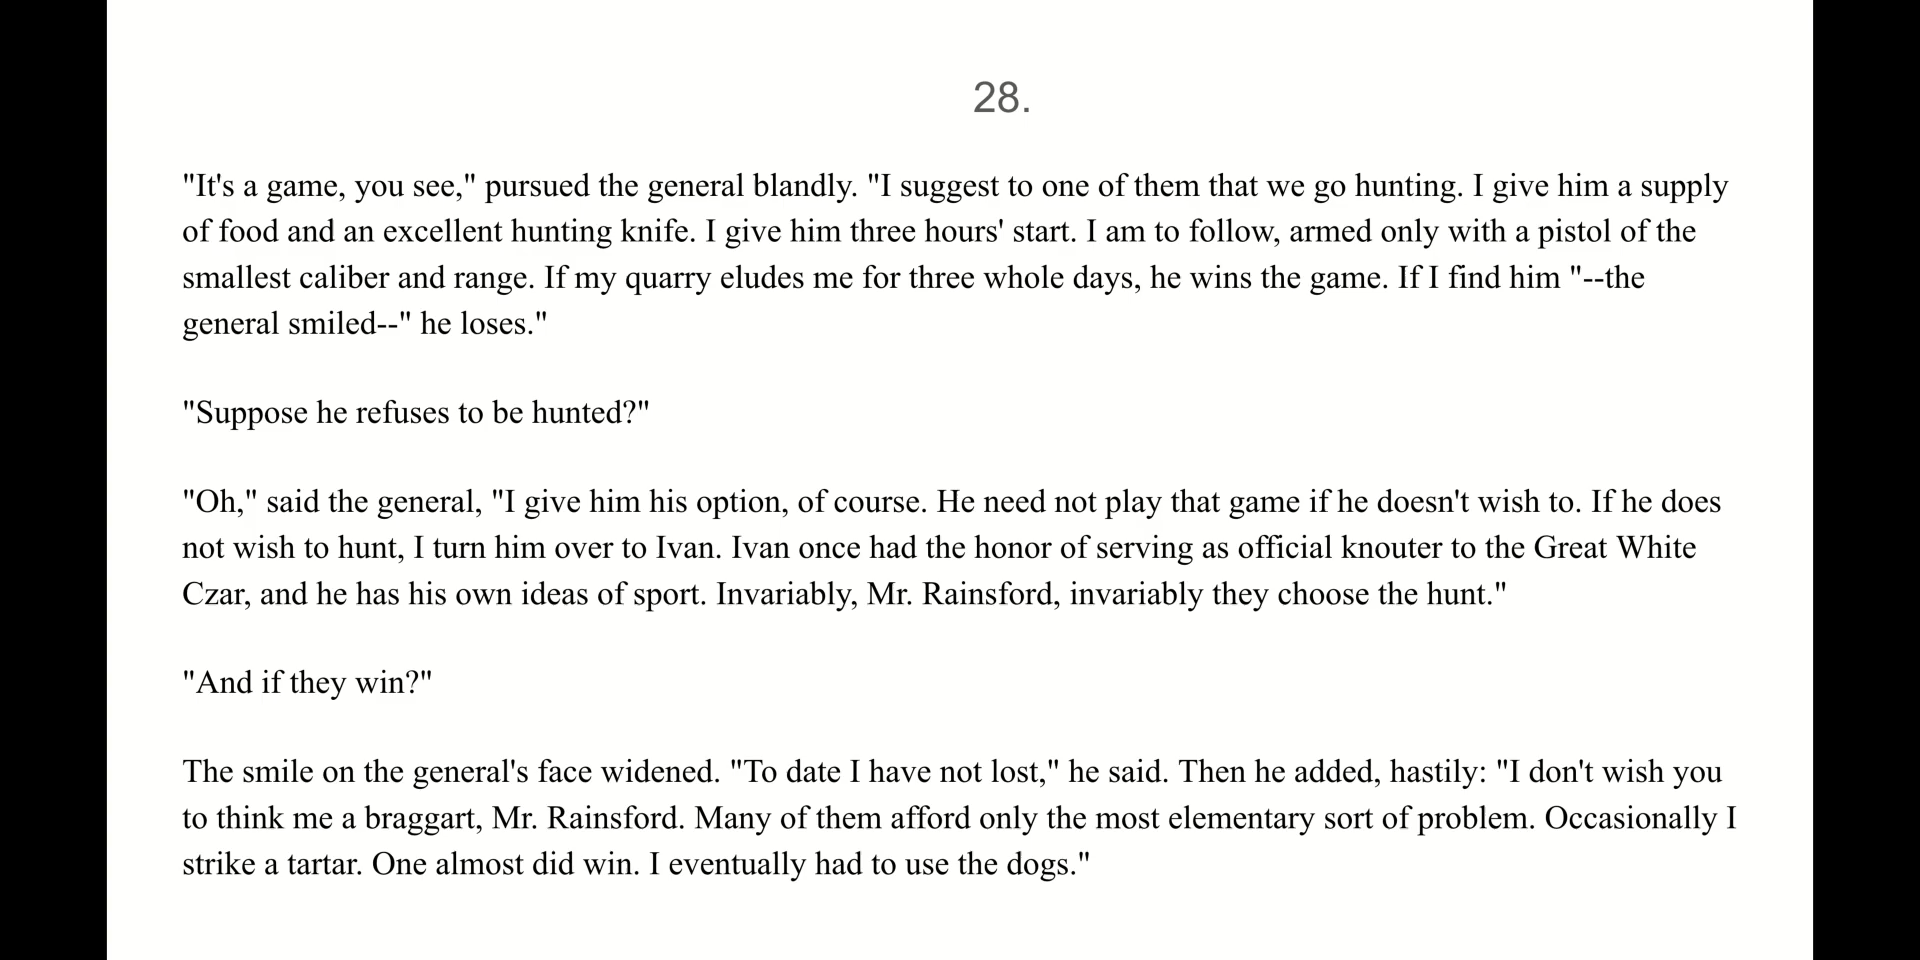 28.
"It's a game, you see," pursued the general blandly. "I suggest to one of them that we go hunting. I give him a supply
of food and an excellent hunting knife. I give him three hours' start. I am to follow, armed only with a pistol of the
smallest caliber and range. If my quarry eludes me for three whole days, he wins the game. If I find him "--the
general smiled--" he loses."
"Suppose he refuses to be hunted?"
"Oh," said the general, "I give him his option, of course. He need not play that game if he doesn't wish to. If he does
not wish to hunt, I turn him over to Ivan. Ivan once had the honor of serving as official knouter to the Great White
Czar, and he has his own ideas of sport. Invariably, Mr. Rainsford, invariably they choose the hunt."
"And if they win?"
The smile on the general's face widened. "To date I have not lost," he said. Then he added, hastily: "I don't wish you
to think me a braggart, Mr. Rainsford. Many of them afford only the most elementary sort of problem. Occasionally I
strike a tartar. One almost did win. I eventually had to use the dogs."